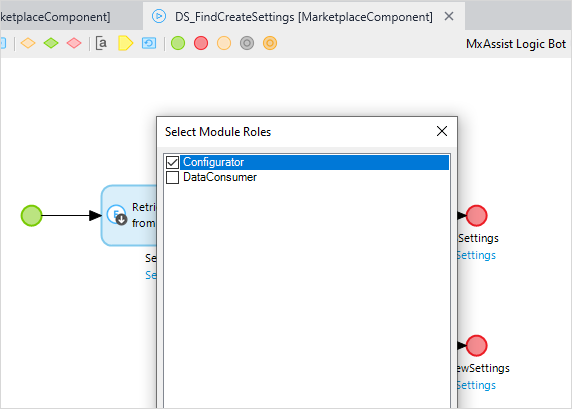 ketplaceComponent]
DS_FindCreateSettings [MarketplaceComponent]
MxAssist Logic Bot
Select Module Roles
Configurator
DataConsumer
Retri
from
Se
Se
Settings
Settings
ewSettings
Settings